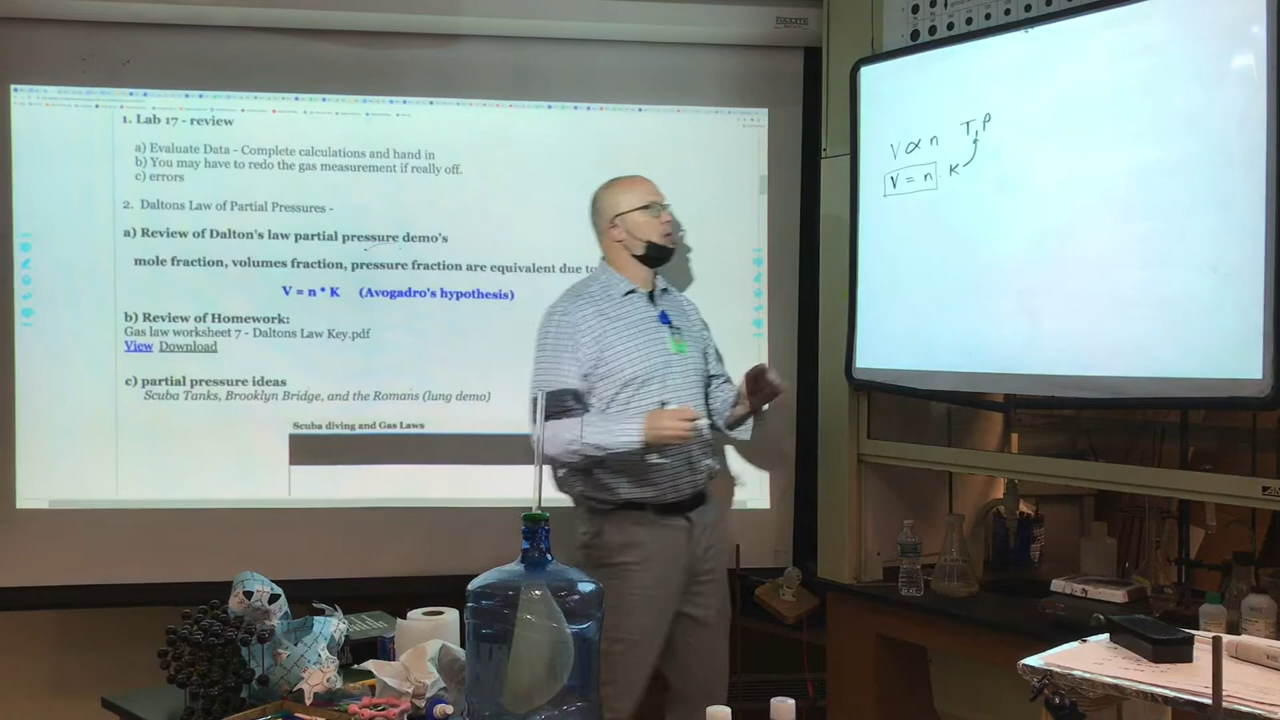 1. Lab 17 - review
a) Evaluate Data - Complete calculations and hand in
b) You may have to redo the gas measurement if really off.
c) errors
2. Daltons Law of Partial Pressures -
a) Review of Dalton's law partial pressure demo's
mole fraction, volumes fraction, pressure fraction are equivalent due to
V = n * K (Avogadro's hypothesis)
b) Review of Homework:
Gas law worksheet 7 - Daltons Law Key.pdf
View Download
c) partial pressure ideas
Scuba Tanks, Brooklyn Bridge, and the Romans (lung demo)
Scuba diving and Gas Laws
V ∝ n T, P
V = n · K